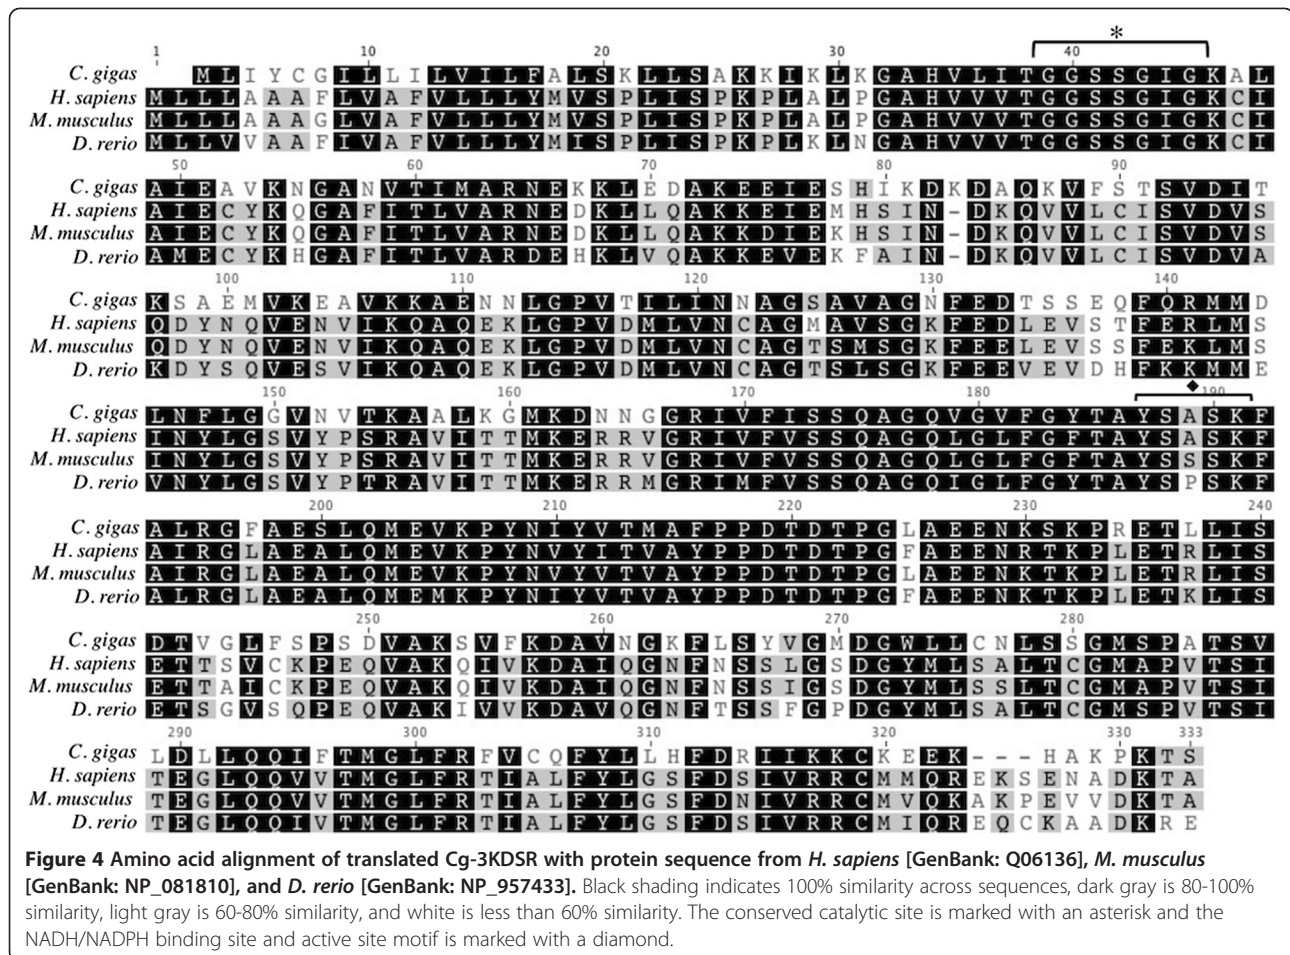 *
1 10 20 30 40
C. gigas MLIYCGILLILVILFALSKLLSAKKIKLKGAHVLITGGSSGIGKAL
H. sapiens MLLLAAAFLVAFVLLLYMVSPLISPKPLALPGAHVVVTGGSSGIGKCI
M. musculus MLLLAAAGLVAFVLLLYMVSPLISPKPLALPGAHVVVTGGSSGIGKCI
D. rerio MLLVVAAFIVAFVLLLYMISPLISPKPLKLNGAHVVVTGGSSGIGKCI
50 60 70 80 90
C. gigas AIEAVKNGANVTIMARNEKKLEDAKEEIESHIKDKDAQKVFSTSVDIT
H. sapiens AIECYKQGAFITLVARNEDKLLQAKKEIEMHSIN-DKQVVLCISVDVS
M. musculus AIECYKQGAFITLVARNEDKLLQAKKDIEKHSIN-DKQVVLCISVDVS
D. rerio AMECYKHGAFITLVARDEHKLVQAKKEVEKFAIN-DKQVVLCISVDVA
100 110 120 130 140
C. gigas KSAEMVKEAVKKAENNLGPVTILINNAGSAVAGNFEDTSSEQFQRMMD
H. sapiens QDYNQVENVIKQAQEKLGPVDMLVNCAGMAVSGKFEDLEVSTFERLMS
M. musculus QDYNQVENVIKQAQEKLGPVDMLVNCAGTSMSGKFEELEVSSFEKLMS
D. rerio KDYSQVESVIKQAQEKLGPVDMLVNCAGTSLSGKFEEVEVDHFKKMME
150 160 170 180 190
C. gigas LNFLGGVNVTKAALKGMKDNNGGRIVFISSQAGQVGVFGYTAYSASKF
H. sapiens INYLGSVYPSRAVITTMKERRVGRIVFVSSQAGQLGLFGFTAYSASKF
M. musculus INYLGSVYPSRAVITTMKERRVGRIVFVSSQAGQLGLFGFTAYSSSKF
D. rerio VNYLGSVYPTRAVITTMKERRMGRIMFVSSQAGQIGLFGYTAYSPSKF
200 210 220 230 240
C. gigas ALRGFAESLQMEVKPYNIYVTMAFPPDTDTPGLAEENKSKPRETLLIS
H. sapiens AIRGLAEALQMEVKPYNVYITVAYPPDTDTPGFAEENRTKPLETRLIS
M. musculus AIRGLAEALQMEVKPYNVYVTVAYPPDTDTPGLAEENKTKPLETRLIS
D. rerio ALRGLAEALQMEMKPYNIYVTVAYPPDTDTPGFAEENKTKPLETKLIS
250 260 270 280
C. gigas DTVGLFSPSDVAKSVFKDAVNGKFLSYVGMDGWLLCNLSSGMSPATSV
H. sapiens ETTSVCKPEQVAKQIVKDAIQGNFNSSLGSDGYMLSALTCGMAPVTSI
M. musculus ETTAICKPEQVAKQIVKDAIQGNFNSSIGSDGYMLSSLTCGMAPVTSI
D. rerio ETSGVSQPEQVAKIVVKDAVQGNFTSSFGPDGYMLSALTCGMSPVTSI
290 300 310 320 330 333
C. gigas LDLLQQIFTMGLFRFVCQFYLLHFDRIIKKCKEEK---HAKPKTS
H. sapiens TEGLQQVVTMGLFRTIALFYLGSFDSIVRRCMMQREKSENADKTA
M. musculus TEGLQQVVTMGLFRTIALFYLGSFDNIVRRCMVQKAKPEVVDKTA
D. rerio TEGLQQIVTMGLFRTIALFYLGSFDSIVRRCMIQREQCKAADKRE
Figure 4 Amino acid alignment of translated Cg-3KDSR with protein sequence from H. sapiens [GenBank: Q06136], M. musculus
[GenBank: NP_081810], and D. rerio [GenBank: NP_957433]. Black shading indicates 100% similarity across sequences, dark gray is 80-100%
similarity, light gray is 60-80% similarity, and white is less than 60% similarity. The conserved catalytic site is marked with an asterisk and the
NADH/NADPH binding site and active site motif is marked with a diamond.